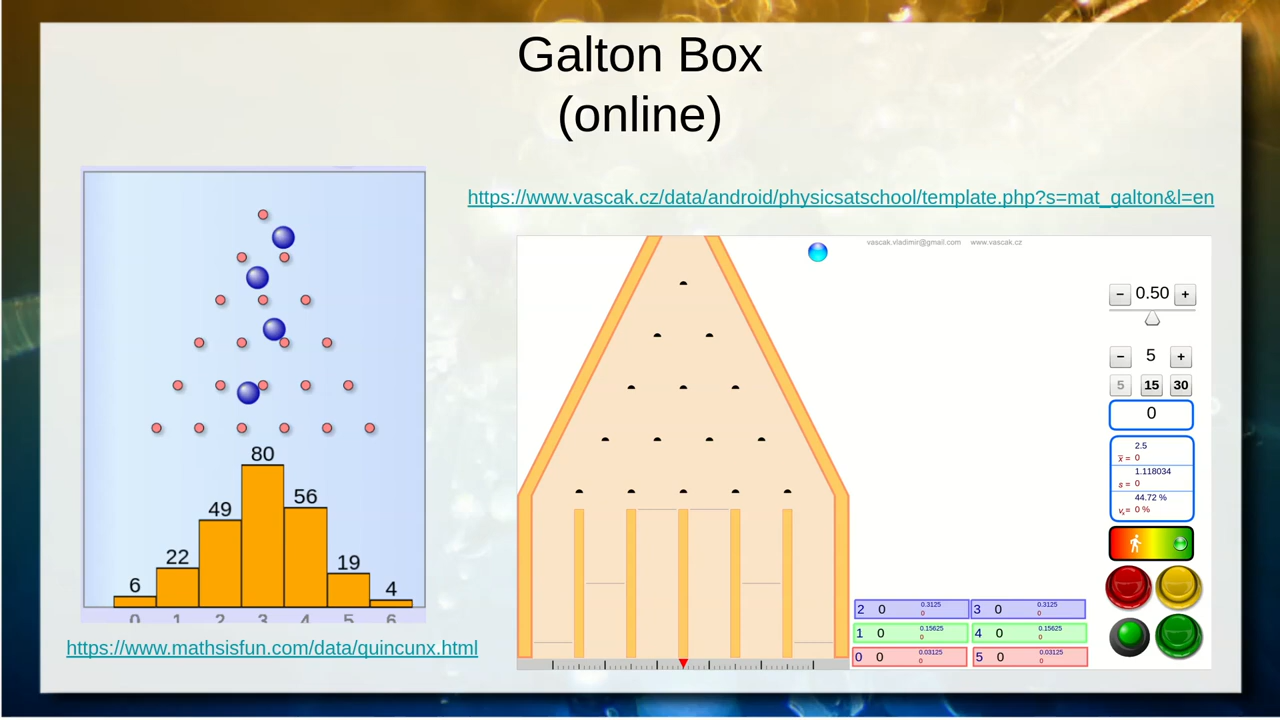 Galton Box
(online)
https://www.vascak.cz/data/android/physicsatschool/template.php?s=mat_galton&l=en
80
56
49
22
19
6
4
0 1 2 3 4 5 6
https://www.mathsisfun.com/data/quincunx.html
vascak.vladimir@gmail.com www.vascak.cz
− 0.50 +
− 5 +
5 15 30
0
2.5
x̅ = 0
1.118034
s = 0
44.72 %
vₓ= 0 %
2 0 0.3125 0
3 0 0.3125 0
1 0 0.15625 0
4 0 0.15625 0
0 0 0.03125 0
5 0 0.03125 0